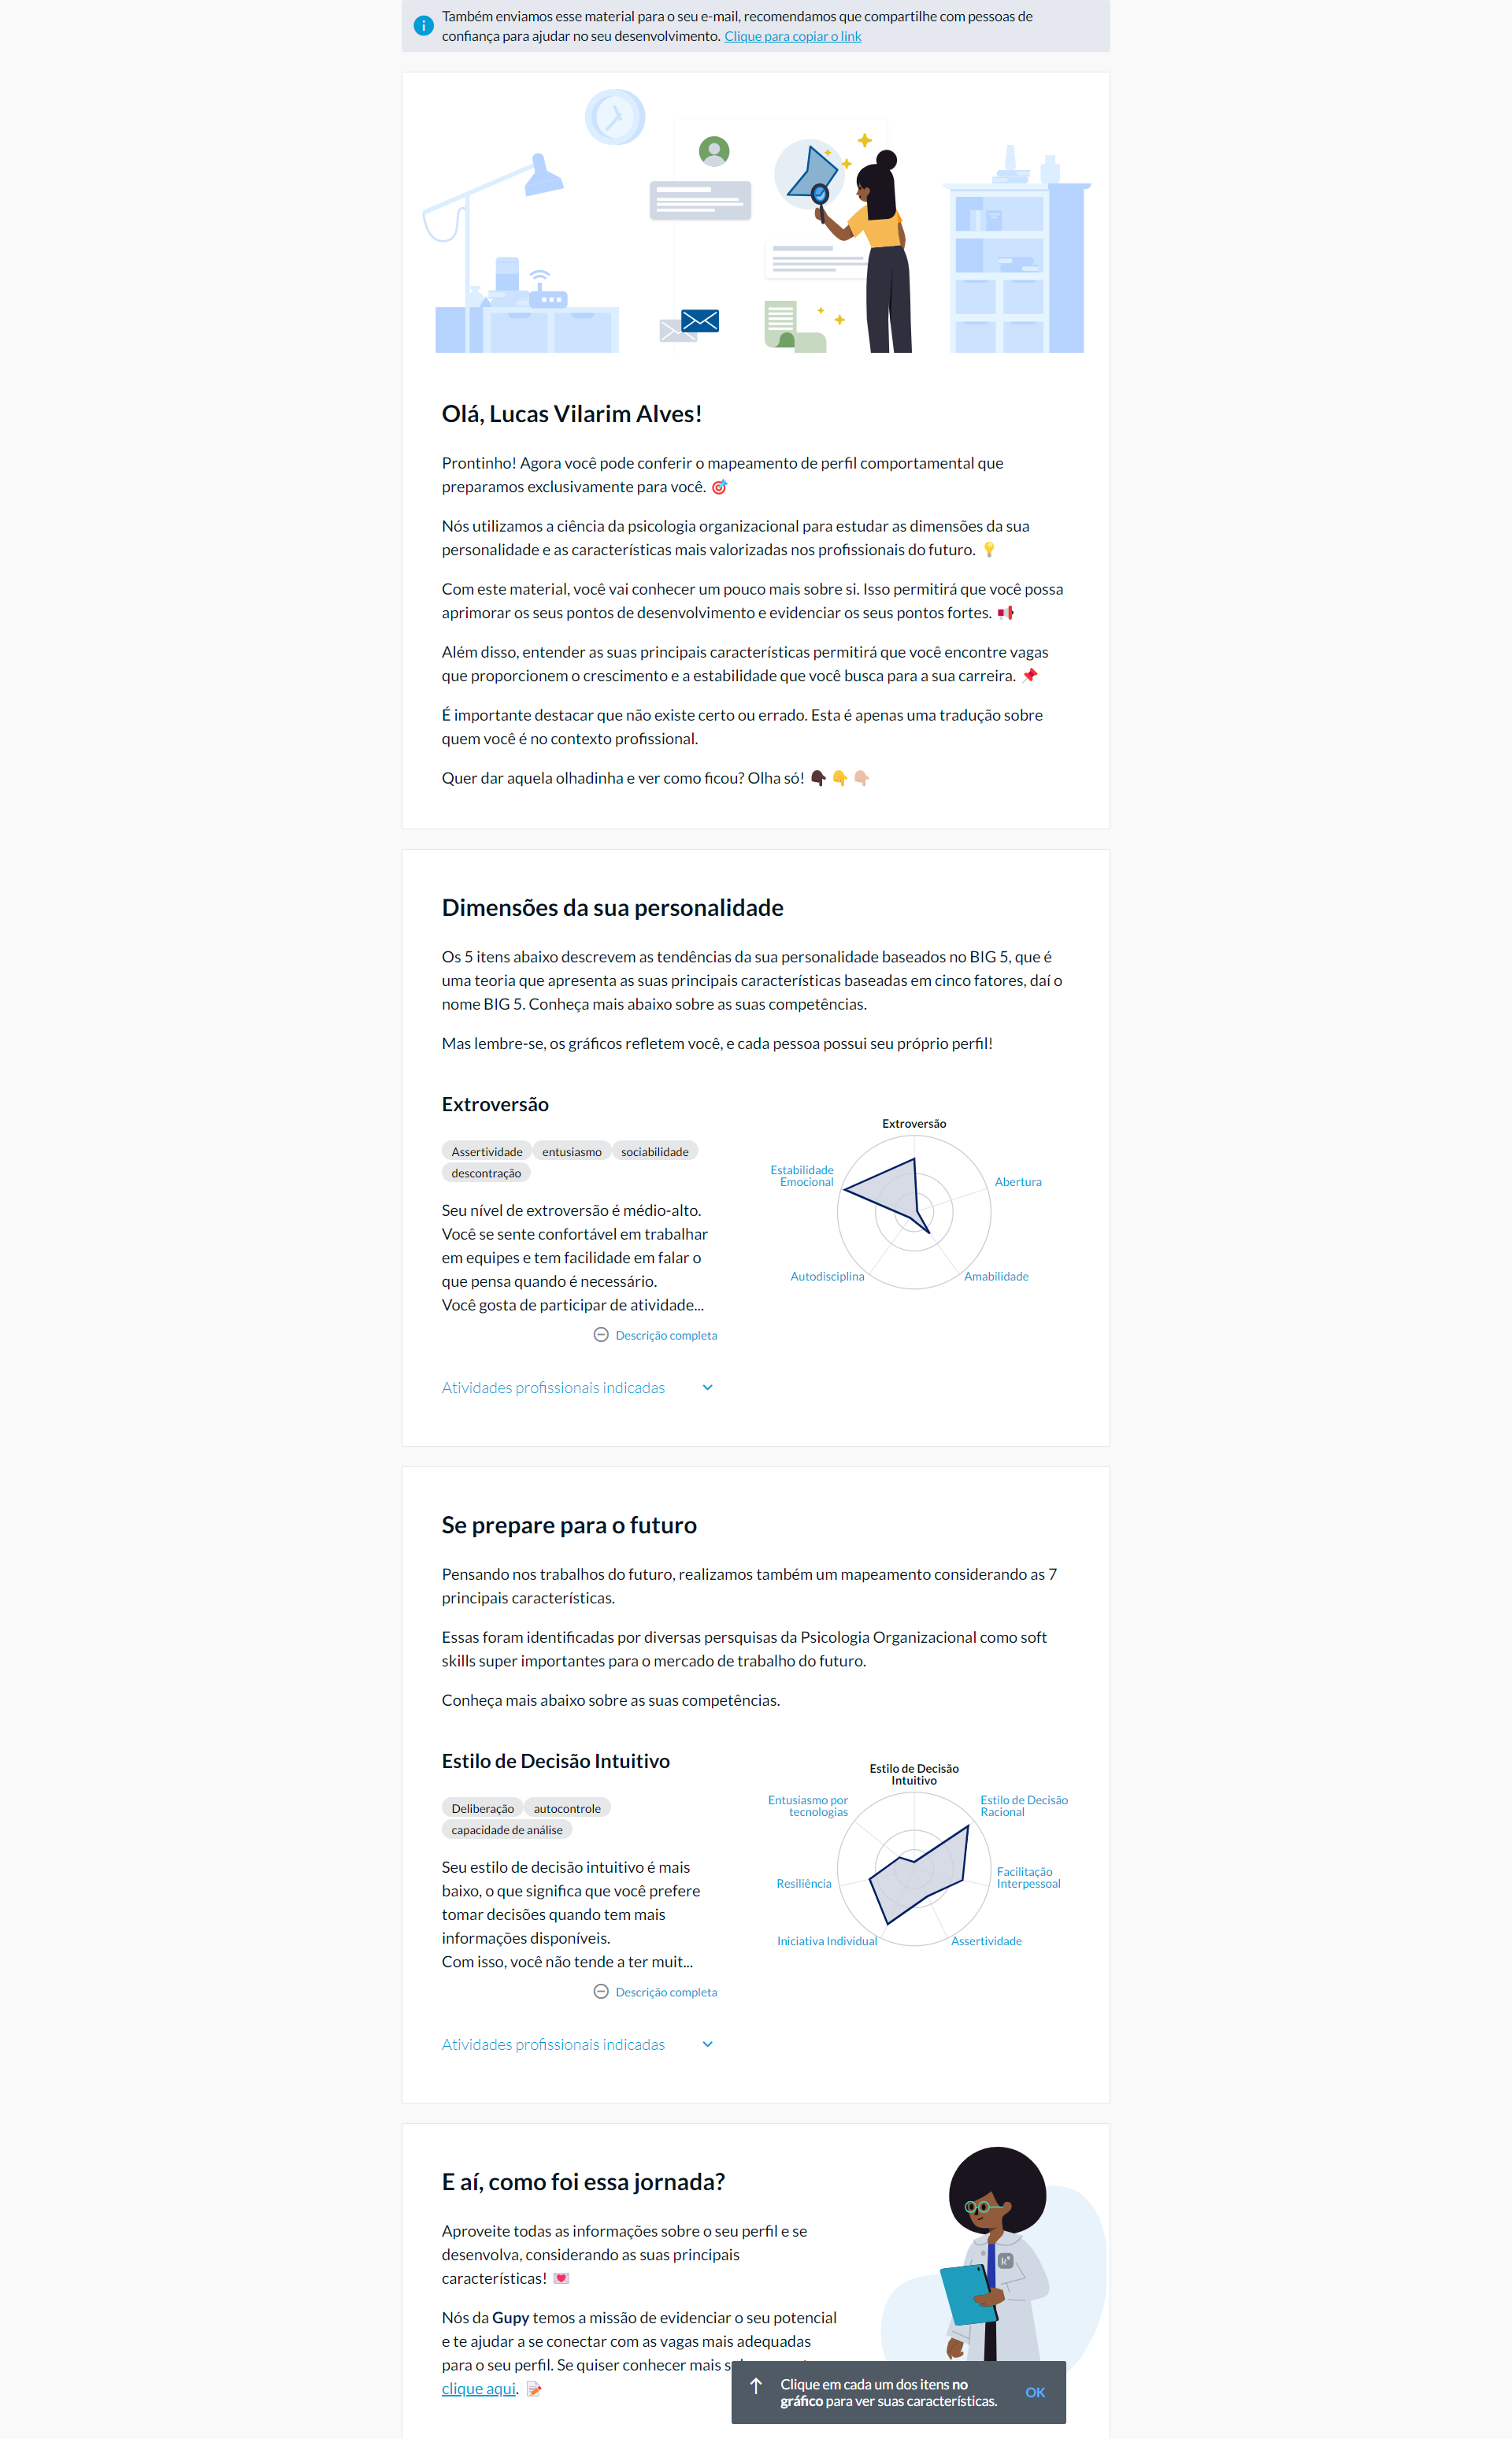 Também enviamos esse material para o seu e-mail, recomendamos que compartilhe com pessoas de
confiança para ajudar no seu desenvolvimento. Clique para copiar o link
Olá, Lucas Vilarim Alves!
Prontinho! Agora você pode conferir o mapeamento de perfil comportamental que
preparamos exclusivamente para você. 🎯
Nós utilizamos a ciência da psicologia organizacional para estudar as dimensões da sua
personalidade e as características mais valorizadas nos profissionais do futuro. 💡
Com este material, você vai conhecer um pouco mais sobre si. Isso permitirá que você possa
aprimorar os seus pontos de desenvolvimento e evidenciar os seus pontos fortes. 📢
Além disso, entender as suas principais características permitirá que você encontre vagas
que proporcionem o crescimento e a estabilidade que você busca para a sua carreira. 📌
É importante destacar que não existe certo ou errado. Esta é apenas uma tradução sobre
quem você é no contexto profissional.
Quer dar aquela olhadinha e ver como ficou? Olha só! 👇🏿 👇 👇🏼
Dimensões da sua personalidade
Os 5 itens abaixo descrevem as tendências da sua personalidade baseados no BIG 5, que é
uma teoria que apresenta as suas principais características baseadas em cinco fatores, daí o
nome BIG 5. Conheça mais abaixo sobre as suas competências.
Mas lembre-se, os gráficos refletem você, e cada pessoa possui seu próprio perfil!
Extroversão
Assertividade entusiasmo sociabilidade
descontração
Seu nível de extroversão é médio-alto.
Você se sente confortável em trabalhar
em equipes e tem facilidade em falar o
que pensa quando é necessário.
Você gosta de participar de atividade...
Descrição completa
Atividades profissionais indicadas
Extroversão
Estabilidade
Emocional
Abertura
Autodisciplina
Amabilidade
Se prepare para o futuro
Pensando nos trabalhos do futuro, realizamos também um mapeamento considerando as 7
principais características.
Essas foram identificadas por diversas persquisas da Psicologia Organizacional como soft
skills super importantes para o mercado de trabalho do futuro.
Conheça mais abaixo sobre as suas competências.
Estilo de Decisão Intuitivo
Deliberação autocontrole
capacidade de análise
Seu estilo de decisão intuitivo é mais
baixo, o que significa que você prefere
tomar decisões quando tem mais
informações disponíveis.
Com isso, você não tende a ter muit...
Descrição completa
Atividades profissionais indicadas
Estilo de Decisão
Intuitivo
Entusiasmo por
tecnologias
Estilo de Decisão
Racional
Resiliência
Facilitação
Interpessoal
Iniciativa Individual
Assertividade
E aí, como foi essa jornada?
Aproveite todas as informações sobre o seu perfil e se
desenvolva, considerando as suas principais
características! 💌
Nós da Gupy temos a missão de evidenciar o seu potencial
e te ajudar a se conectar com as vagas mais adequadas
para o seu perfil. Se quiser conhecer mais
clique aqui. 📝
Clique em cada um dos itens no
gráfico para ver suas características.
OK